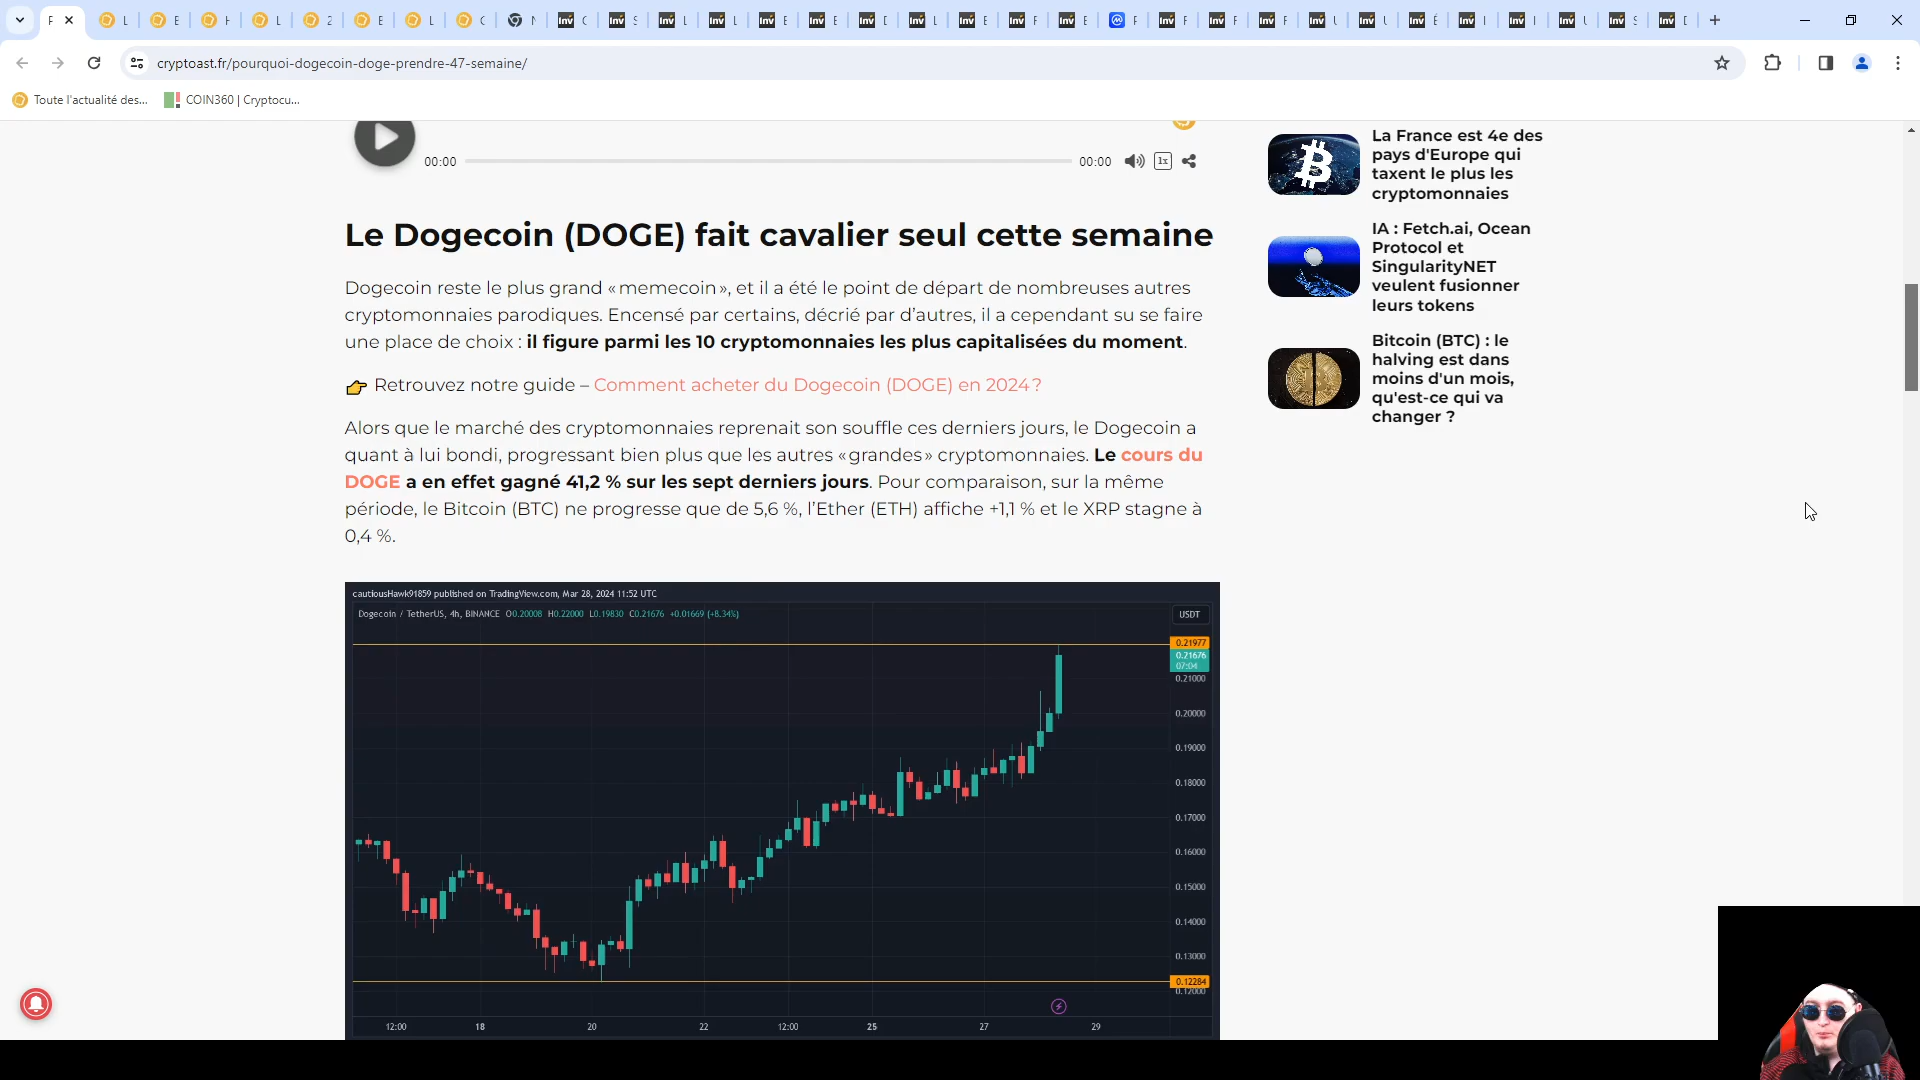 cryptoast.fr/pourquoi-dogecoin-doge-prendre-47-semaine/
Toute l'actualité des...
COIN360 | Cryptocu...
00:00
00:00
1x
Le Dogecoin (DOGE) fait cavalier seul cette semaine
Dogecoin reste le plus grand « memecoin », et il a été le point de départ de nombreuses autres
cryptomonnaies parodiques. Encensé par certains, décrié par d'autres, il a cependant su se faire
une place de choix : il figure parmi les 10 cryptomonnaies les plus capitalisées du moment.
👉 Retrouvez notre guide – Comment acheter du Dogecoin (DOGE) en 2024 ?
Alors que le marché des cryptomonnaies reprenait son souffle ces derniers jours, le Dogecoin a
quant à lui bondi, progressant bien plus que les autres « grandes » cryptomonnaies. Le cours du
DOGE a en effet gagné 41,2 % sur les sept derniers jours. Pour comparaison, sur la même
période, le Bitcoin (BTC) ne progresse que de 5,6 %, l'Ether (ETH) affiche +1,1 % et le XRP stagne à
0,4 %.
La France est 4e des
pays d'Europe qui
taxent le plus les
cryptomonnaies
IA : Fetch.ai, Ocean
Protocol et
SingularityNET
veulent fusionner
leurs tokens
Bitcoin (BTC) : le
halving est dans
moins d'un mois,
qu'est-ce qui va
changer ?
cautiousHawk91859 published on TradingView.com, Mar 28, 2024 11:52 UTC
Dogecoin / TetherUS, 4h, BINANCE O0.20008 H0.22000 L0.19830 C0.21676 +0.01669 (+8.34%)
USDT
0.21977
0.21676
07:04
0.21000
0.20000
0.19000
0.18000
0.17000
0.16000
0.15000
0.14000
0.13000
0.12284
0.12000
12:00 18 20 22 12:00 25 27 29